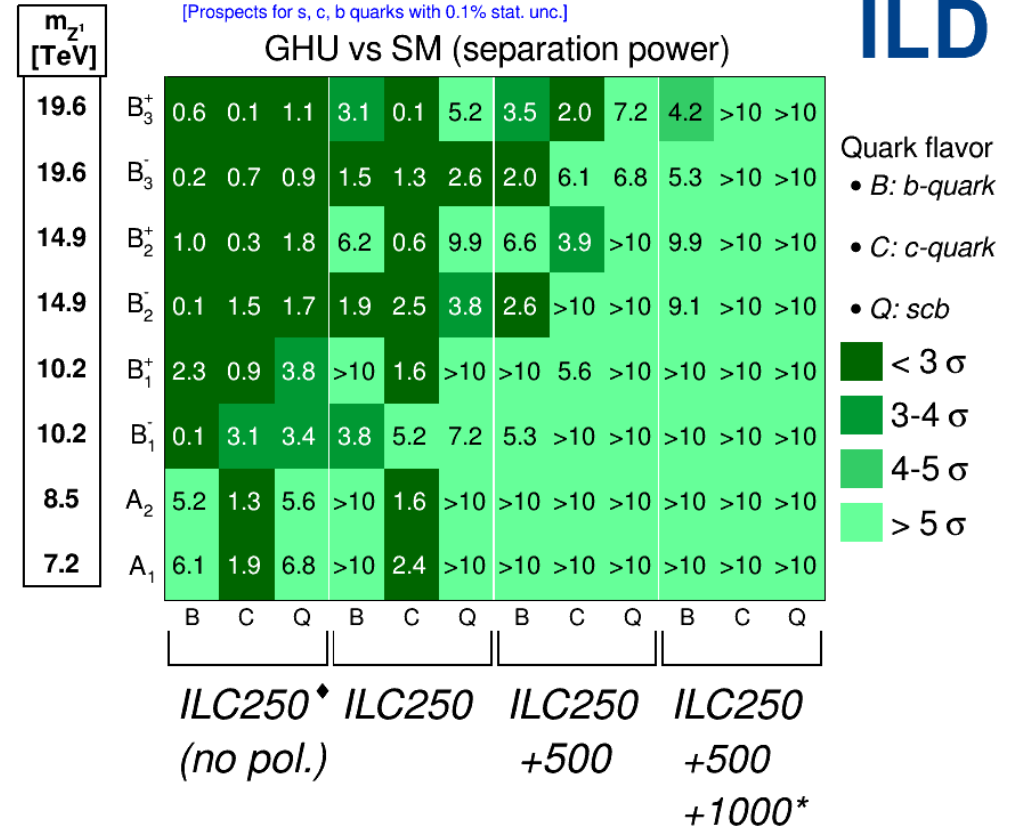 [Prospects for s, c, b quarks with 0.1% stat. unc.]
ILD
m_Z¹
[TeV]
GHU vs SM (separation power)
19.6 B₃⁺ 0.6 0.1 1.1 3.1 0.1 5.2 3.5 2.0 7.2 4.2 >10 >10
19.6 B₃⁻ 0.2 0.7 0.9 1.5 1.3 2.6 2.0 6.1 6.8 5.3 >10 >10
14.9 B₂⁺ 1.0 0.3 1.8 6.2 0.6 9.9 6.6 3.9 >10 9.9 >10 >10
14.9 B₂⁻ 0.1 1.5 1.7 1.9 2.5 3.8 2.6 >10 >10 9.1 >10 >10
10.2 B₁⁺ 2.3 0.9 3.8 >10 1.6 >10 >10 5.6 >10 >10 >10 >10
10.2 B₁⁻ 0.1 3.1 3.4 3.8 5.2 7.2 5.3 >10 >10 >10 >10 >10
8.5 A₂ 5.2 1.3 5.6 >10 1.6 >10 >10 >10 >10 >10 >10 >10
7.2 A₁ 6.1 1.9 6.8 >10 2.4 >10 >10 >10 >10 >10 >10 >10
B C Q B C Q B C Q B C Q
ILC250♦ (no pol.)
ILC250
ILC250 +500
ILC250 +500 +1000*
Quark flavor
• B: b-quark
• C: c-quark
• Q: scb
< 3 σ
3-4 σ
4-5 σ
> 5 σ